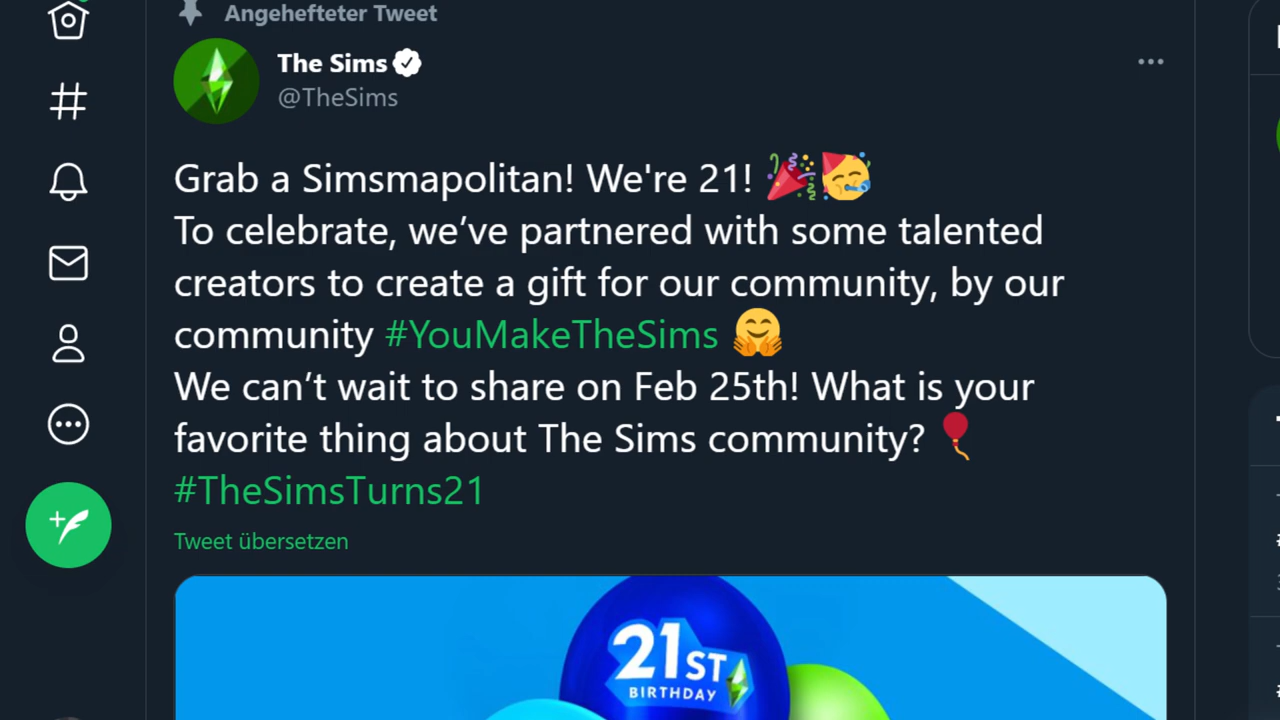 Angehefteter Tweet
The Sims
@TheSims
Grab a Simsmapolitan! We're 21! 🎉🥳
To celebrate, we’ve partnered with some talented
creators to create a gift for our community, by our
community #YouMakeTheSims 🤗
We can’t wait to share on Feb 25th! What is your
favorite thing about The Sims community? 🎈
#TheSimsTurns21
Tweet übersetzen
21ST
BIRTHDAY